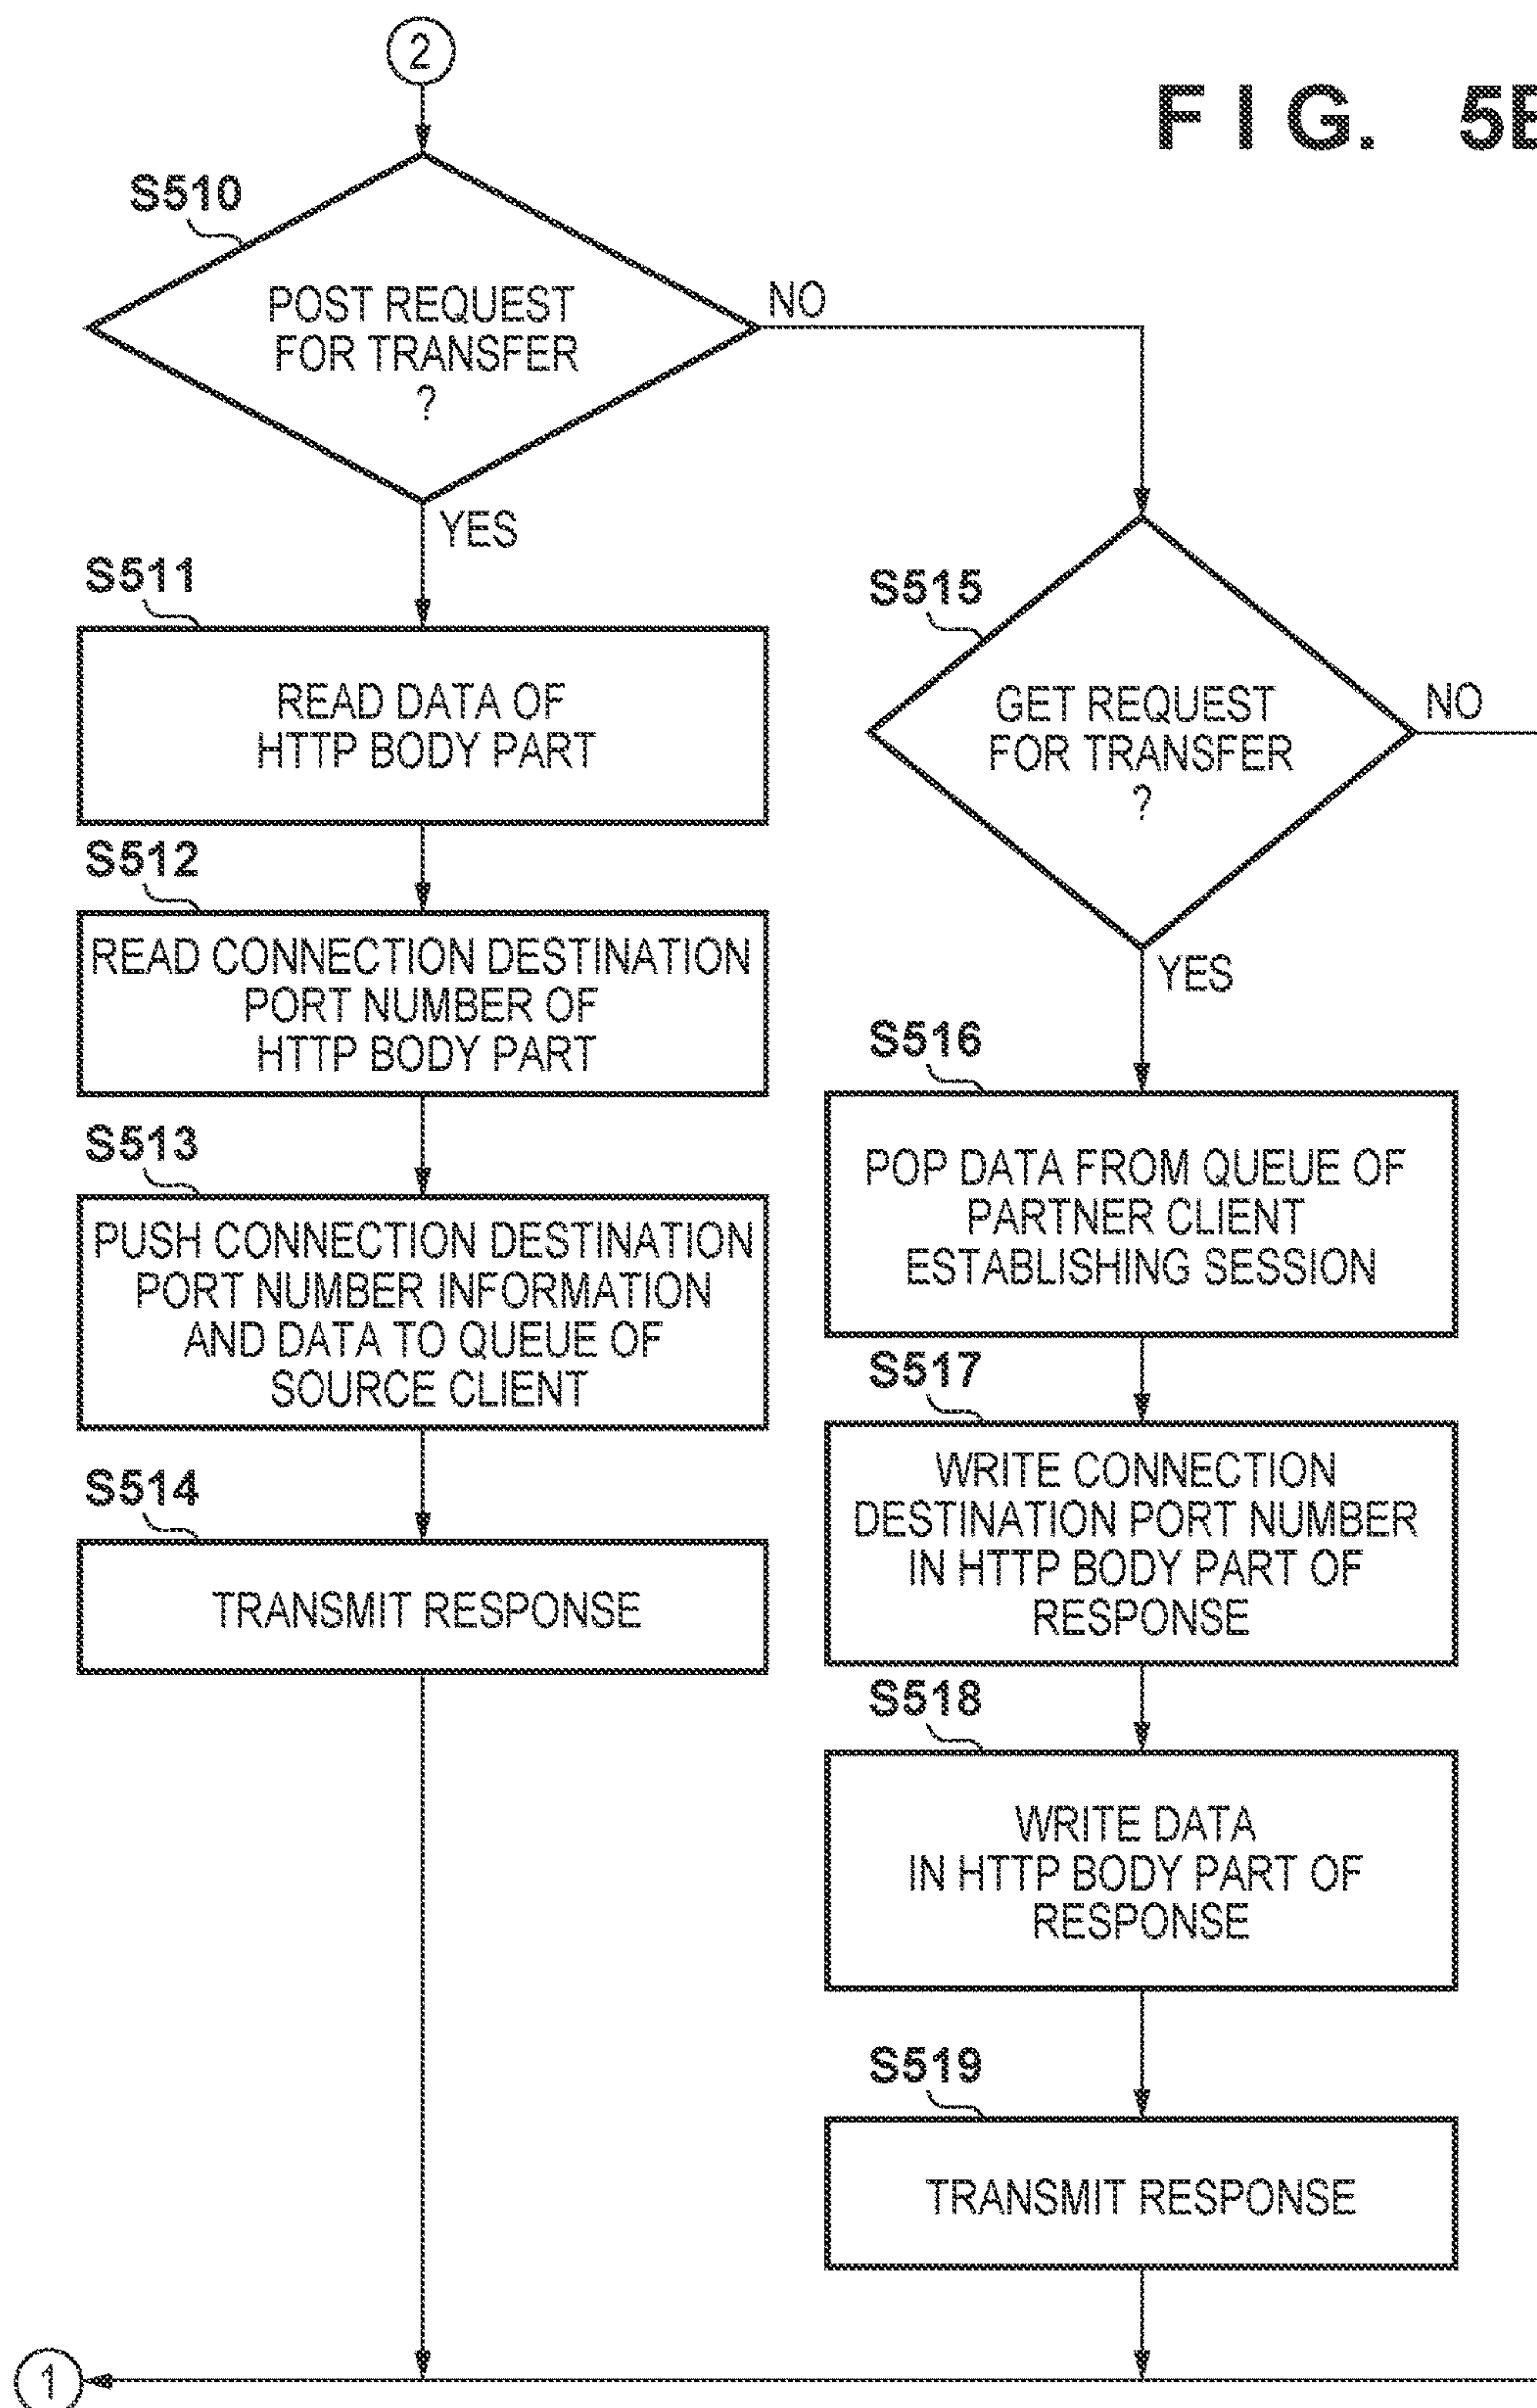 2
F I G. 5B
S510
POST REQUEST
FOR TRANSFER
?
NO
YES
S511
READ DATA OF
HTTP BODY PART
S512
READ CONNECTION DESTINATION
PORT NUMBER OF
HTTP BODY PART
S513
PUSH CONNECTION DESTINATION
PORT NUMBER INFORMATION
AND DATA TO QUEUE OF
SOURCE CLIENT
S514
TRANSMIT RESPONSE
S515
GET REQUEST
FOR TRANSFER
?
NO
YES
S516
POP DATA FROM QUEUE OF
PARTNER CLIENT
ESTABLISHING SESSION
S517
WRITE CONNECTION
DESTINATION PORT NUMBER
IN HTTP BODY PART OF
RESPONSE
S518
WRITE DATA
IN HTTP BODY PART OF
RESPONSE
S519
TRANSMIT RESPONSE
1